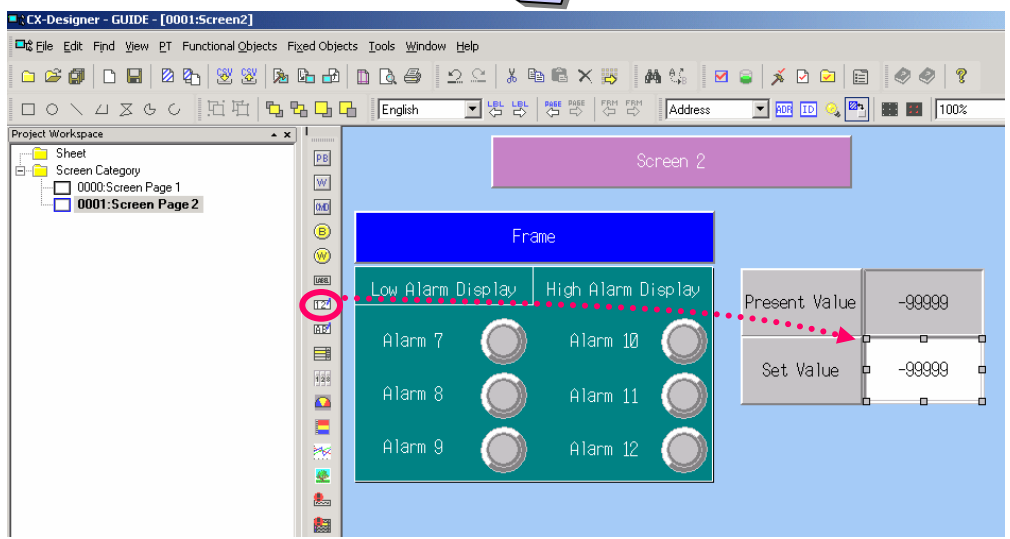 CX-Designer - GUIDE - [0001:Screen2]
File Edit Find View PT Functional Objects Fixed Objects Tools Window Help
English Address 100%
Project Workspace
Sheet
Screen Category
0000:Screen Page 1
0001:Screen Page 2
Screen 2
Frame
Low Alarm Display High Alarm Display
Alarm 7 Alarm 10
Alarm 8 Alarm 11
Alarm 9 Alarm 12
Present Value -99999
Set Value -99999